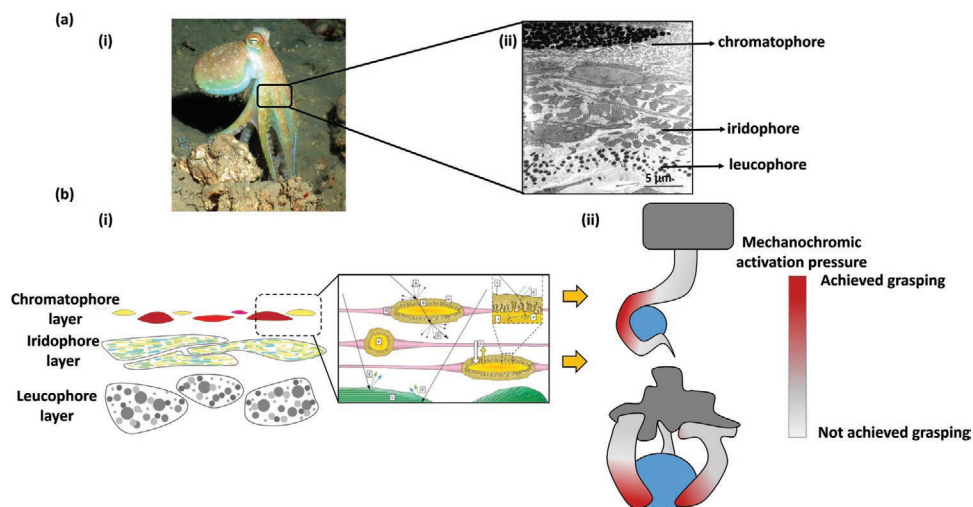 (a)
(i)
(ii)
chromatophore
iridophore
leucophore
5 μm
(b)
(i)
(ii)
Chromatophore
layer
Iridophore
layer
Leucophore
layer
Mechanochromic
activation pressure
Achieved grasping
Not achieved grasping